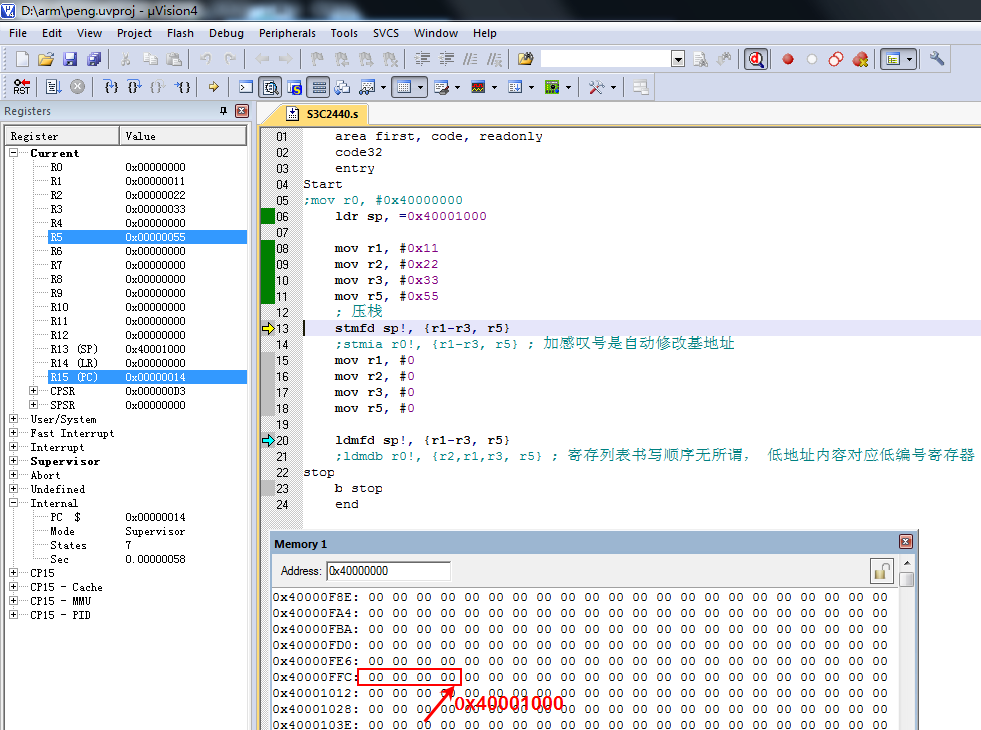 D:\arm\peng.uvproj - µVision4
File Edit View Project Flash Debug Peripherals Tools SVCS Window Help
RST
Registers
Register Value
Current
R0 0x00000000
R1 0x00000011
R2 0x00000022
R3 0x00000033
R4 0x00000000
R5 0x00000055
R6 0x00000000
R7 0x00000000
R8 0x00000000
R9 0x00000000
R10 0x00000000
R11 0x00000000
R12 0x00000000
R13 (SP) 0x40001000
R14 (LR) 0x00000000
R15 (PC) 0x00000014
CPSR 0x000000D3
SPSR 0x00000000
User/System
Fast Interrupt
Interrupt
Supervisor
Abort
Undefined
Internal
PC $ 0x00000014
Mode Supervisor
States 7
Sec 0.00000058
CP15
CP15 - Cache
CP15 - MMU
CP15 - PID
S3C2440.s
01 area first, code, readonly
02 code32
03 entry
04 Start
05 ;mov r0, #0x40000000
06 ldr sp, =0x40001000
07
08 mov r1, #0x11
09 mov r2, #0x22
10 mov r3, #0x33
11 mov r5, #0x55
12 ; 压栈
13 stmfd sp!, {r1-r3, r5}
14 ;stmia r0!, {r1-r3, r5} ; 加感叹号是自动修改基地址
15 mov r1, #0
16 mov r2, #0
17 mov r3, #0
18 mov r5, #0
19
20 ldmfd sp!, {r1-r3, r5}
21 ;ldmdb r0!, {r2,r1,r3, r5} ; 寄存列表书写顺序无所谓， 低地址内容对应低编号寄存器
22 stop
23 b stop
24 end
Memory 1
Address: 0x40000000
0x40000F8E: 00 00 00 00 00 00 00 00 00 00 00 00 00 00 00 00 00 00 00 00 00 00
0x40000FA4: 00 00 00 00 00 00 00 00 00 00 00 00 00 00 00 00 00 00 00 00 00 00
0x40000FBA: 00 00 00 00 00 00 00 00 00 00 00 00 00 00 00 00 00 00 00 00 00 00
0x40000FD0: 00 00 00 00 00 00 00 00 00 00 00 00 00 00 00 00 00 00 00 00 00 00
0x40000FE6: 00 00 00 00 00 00 00 00 00 00 00 00 00 00 00 00 00 00 00 00 00 00
0x40000FFC: 00 00 00 00 00 00 00 00 00 00 00 00 00 00 00 00 00 00 00 00 00 00
0x40001012: 00 00 00 00 00 00 00 00 00 00 00 00 00 00 00 00 00 00 00 00 00 00
0x40001000
0x40001028: 00 00 00 00 00 00 00 00 00 00 00 00 00 00 00 00 00 00 00 00 00 00
0x4000103E: 00 00 00 00 00 00 00 00 00 00 00 00 00 00 00 00 00 00 00 00 00 00